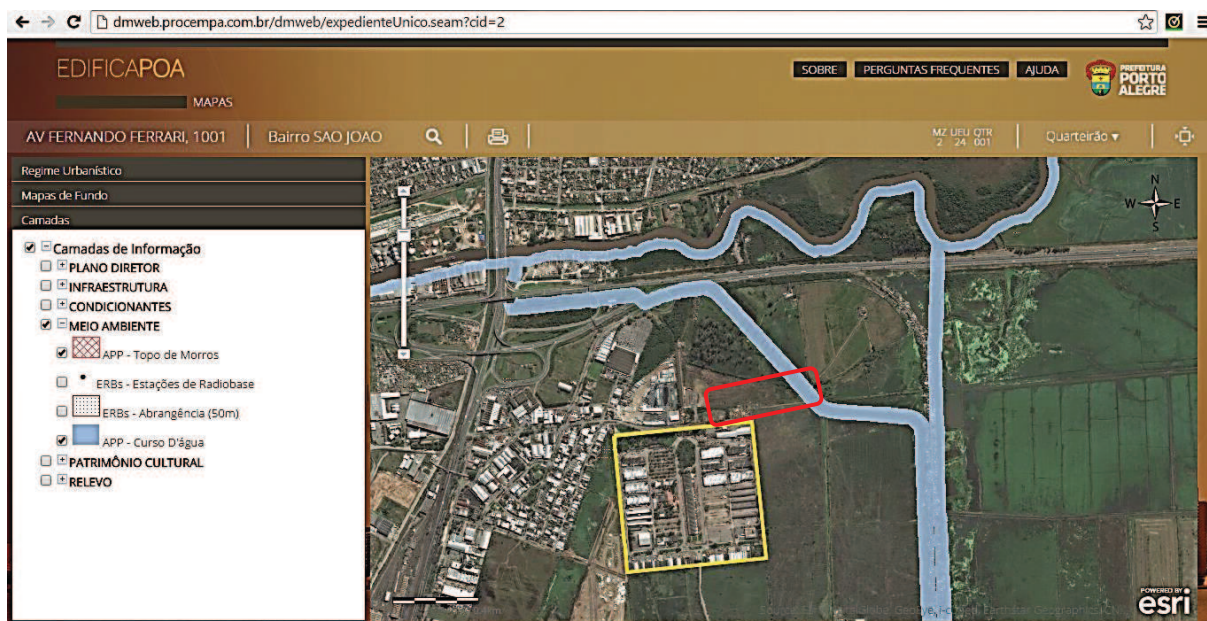 dmweb.procempa.com.br/dmweb/expedienteUnico.seam?cid=2
EDIFICAPOA
MAPAS
SOBRE PERGUNTAS FREQUENTES AJUDA
PREFEITURA
PORTO
ALEGRE
AV FERNANDO FERRARI, 1001 Bairro SAO JOAO
MZ UEU QTR
2 24 001
Quarteirão
Regime Urbanístico
Mapas de Fundo
Camadas
Camadas de Informação
PLANO DIRETOR
INFRAESTRUTURA
CONDICIONANTES
MEIO AMBIENTE
APP - Topo de Morros
ERBs - Estações de Radiobase
ERBs - Abrangência (50m)
APP - Curso D'água
PATRIMÔNIO CULTURAL
RELEVO
N
W E
S
POWERED BY
esri